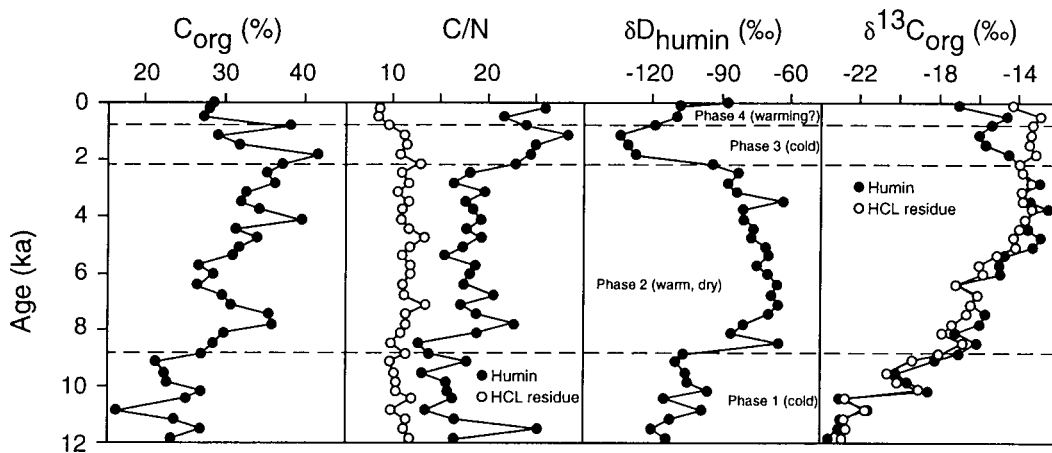 C_org (%) C/N δD_humin (‰) δ¹³C_org (‰)
20 30 40 10 20 -120 -90 -60 -22 -18 -14
0
Phase 4 (warming?)
Phase 3 (cold)
2
Humin
HCL residue
4
Age (ka)
6
Phase 2 (warm, dry)
8
Humin
HCL residue
10
Phase 1 (cold)
12